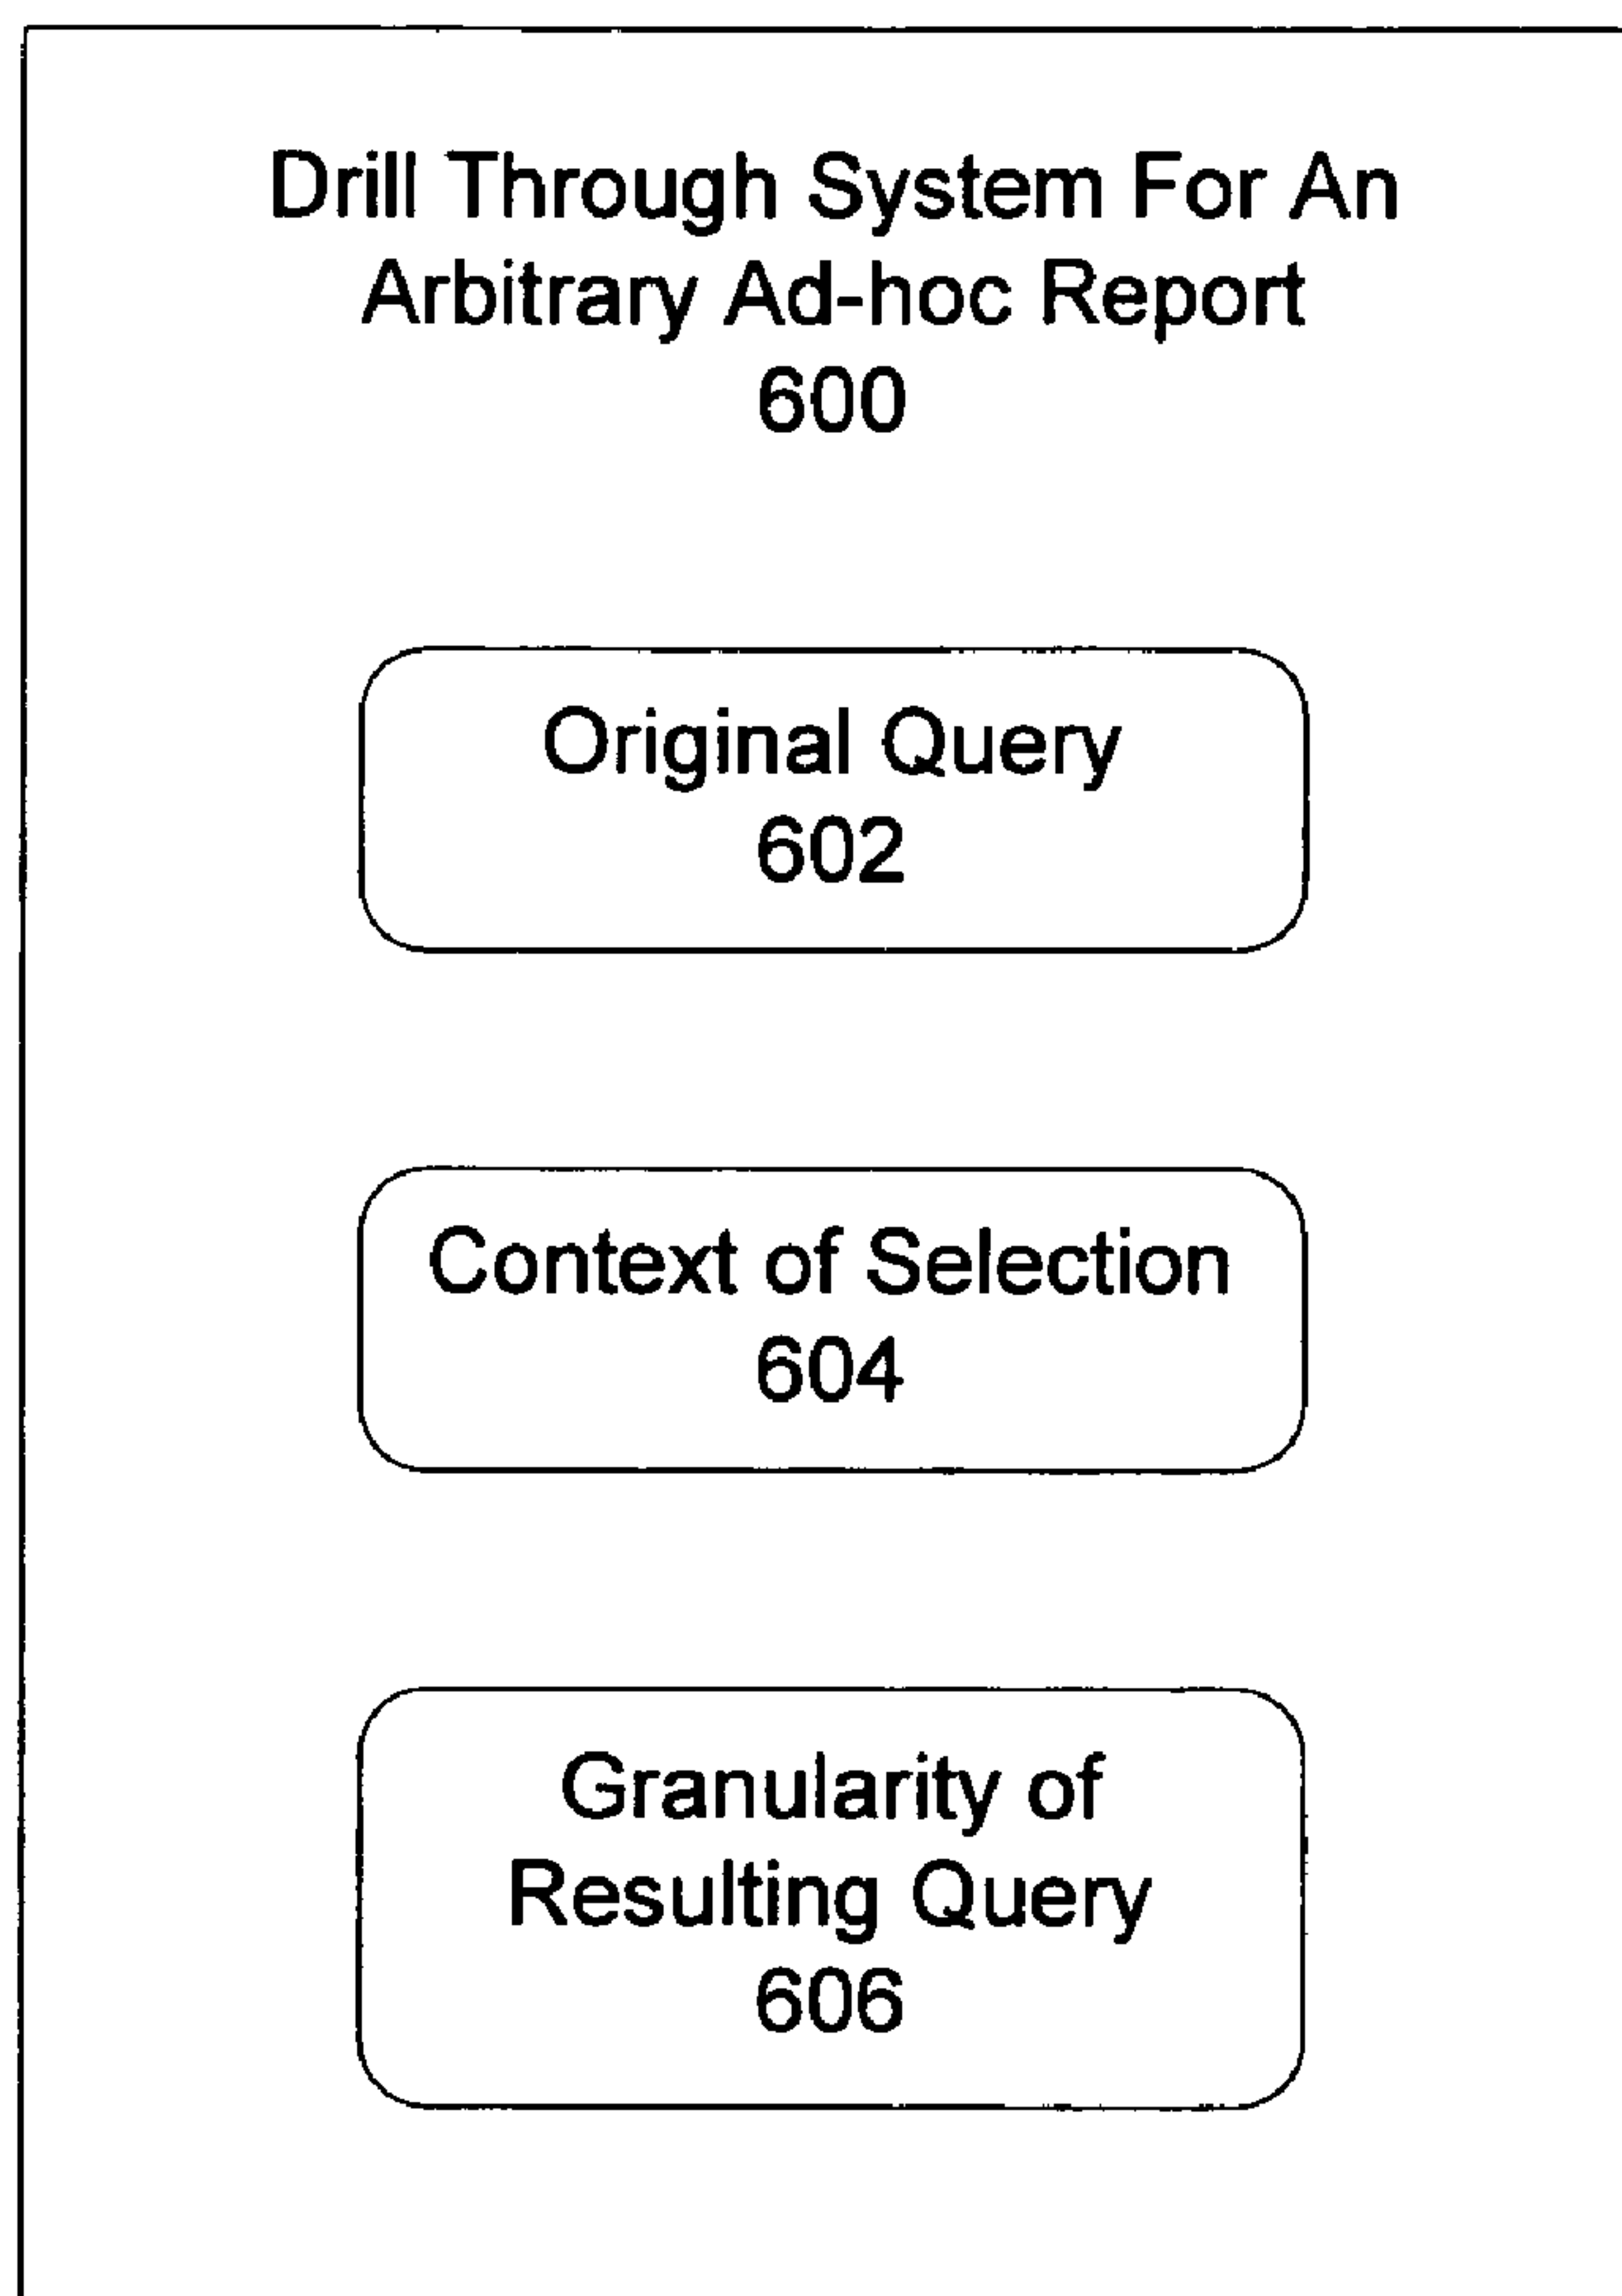 Drill Through System For An
Arbitrary Ad-hoc Report
600
Original Query
602
Context of Selection
604
Granularity of
Resulting Query
606